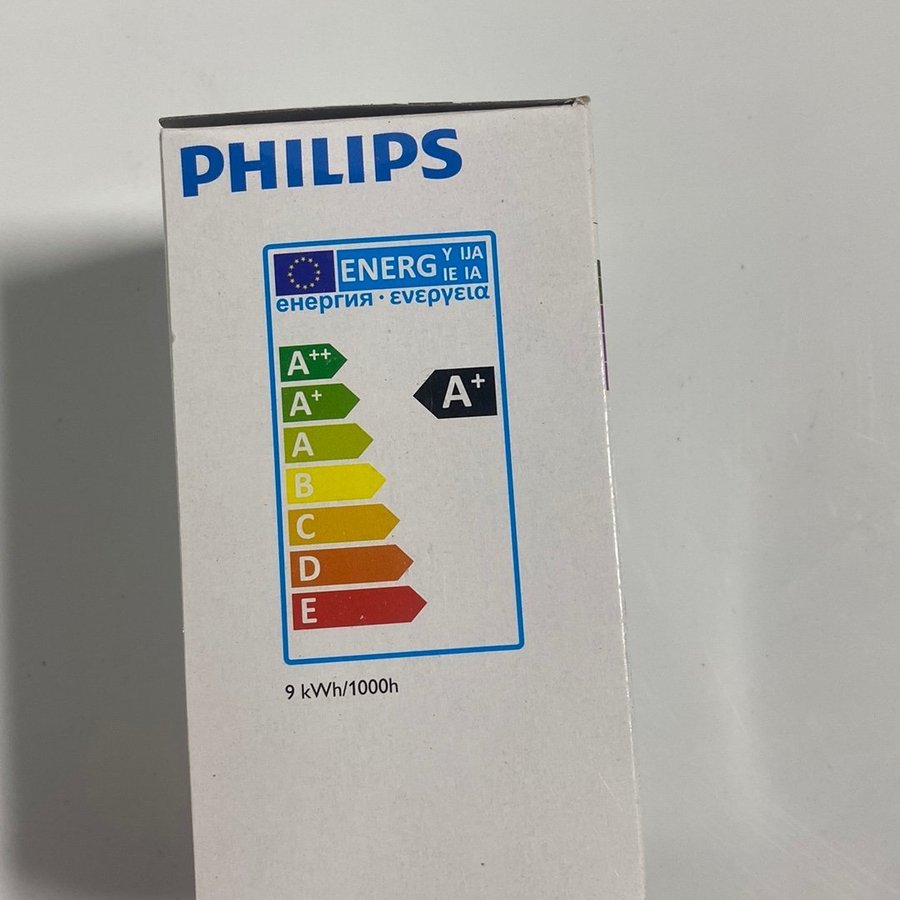 PHILIPS
ENERG Y IJA
IE IA
енергия · ενεργεια
A++
A+
A+
A
B
C
D
E
9 kWh/1000h